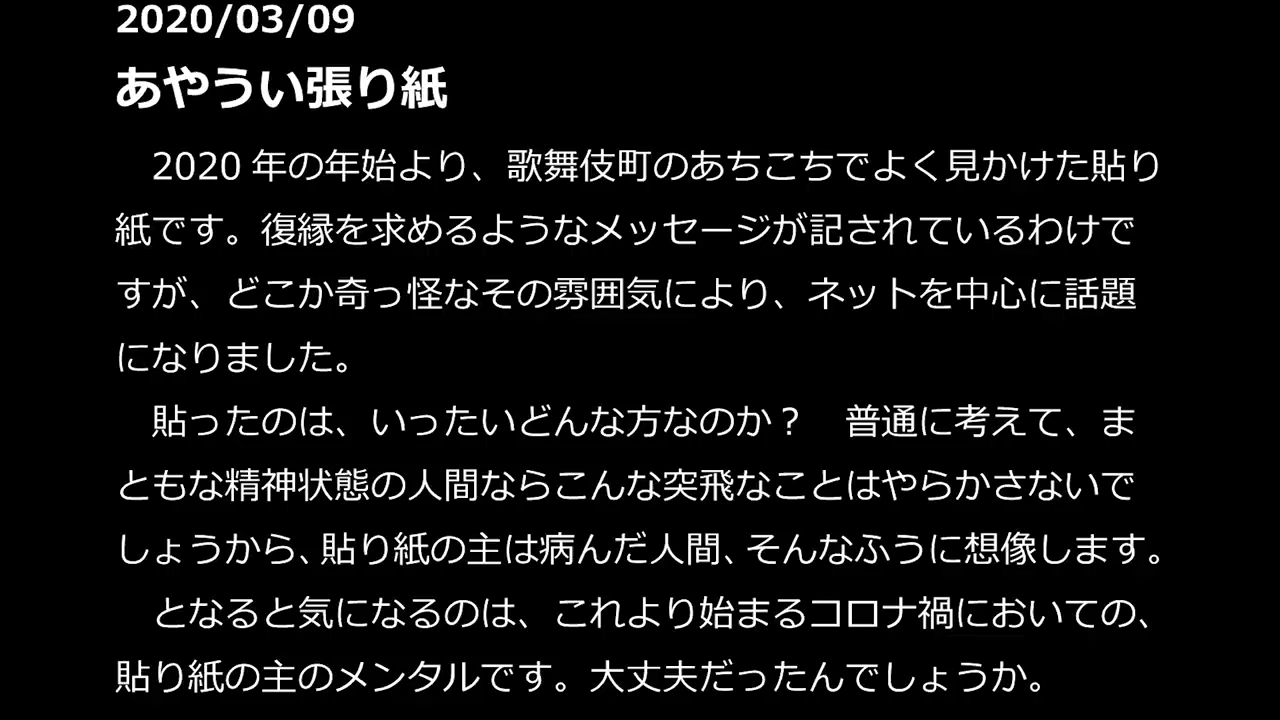 2020/03/09
あやうい張り紙
　2020 年の年始より、歌舞伎町のあちこちでよく見かけた貼り
紙です。復縁を求めるようなメッセージが記されているわけで
すが、どこか奇っ怪なその雰囲気により、ネットを中心に話題
になりました。
　貼ったのは、いったいどんな方なのか？　普通に考えて、ま
ともな精神状態の人間ならこんな突飛なことはやらかさないで
しょうから、貼り紙の主は病んだ人間、そんなふうに想像します。
　となると気になるのは、これより始まるコロナ禍においての、
貼り紙の主のメンタルです。大丈夫だったんでしょうか。